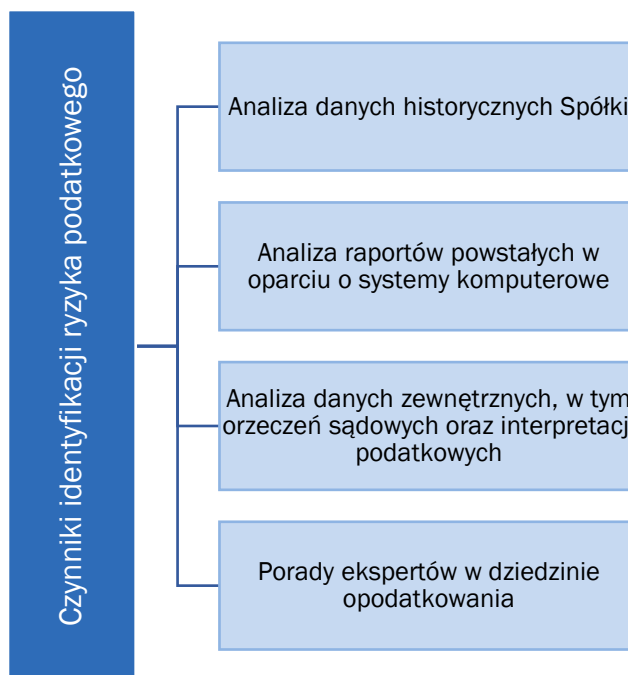 Czynniki identyfikacji ryzyka podatkowego
Analiza danych historycznych Spółki
Analiza raportów powstałych w
oparciu o systemy komputerowe
Analiza danych zewnętrznych, w tym
orzeczeń sądowych oraz interpretacji
podatkowych
Porady ekspertów w dziedzinie
opodatkowania